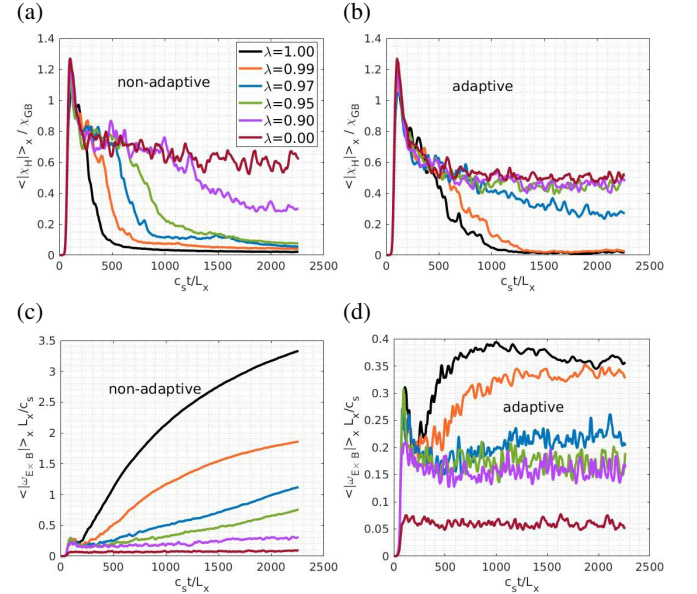 (a)
1.4
1.2
1
0.8
0.6
0.4
0.2
0
<|χH|>x / χGB
non-adaptive
λ=1.00
λ=0.99
λ=0.97
λ=0.95
λ=0.90
λ=0.00
0 500 1000 1500 2000 2500
cst/Lx
(b)
1.4
1.2
1
0.8
0.6
0.4
0.2
0
<|χH|>x / χGB
adaptive
0 500 1000 1500 2000 2500
cst/Lx
(c)
3.5
3
2.5
2
1.5
1
0.5
0
<|ωE× B|>x Lx/cs
non-adaptive
0 500 1000 1500 2000 2500
cst/Lx
(d)
0.4
0.35
0.30
0.25
0.20
0.17
0.15
0.10
0.05
0
<|ωE× B|>x Lx/cs
adaptive
0 500 1000 1500 2000 2500
cst/Lx